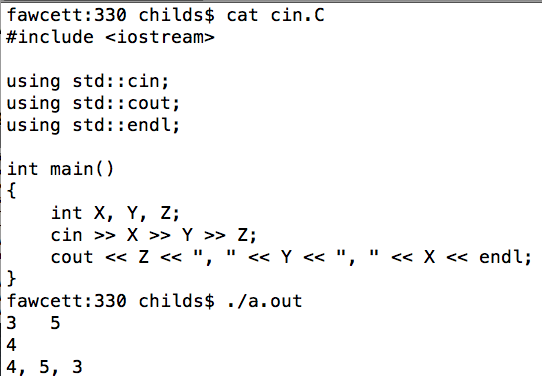 fawcett:330 childs$ cat cin.C
#include <iostream>

using std::cin;
using std::cout;
using std::endl;

int main()
{
    int X, Y, Z;
    cin >> X >> Y >> Z;
    cout << Z << ", " << Y << ", " << X << endl;
}
fawcett:330 childs$ ./a.out
3   5
4
4, 5, 3